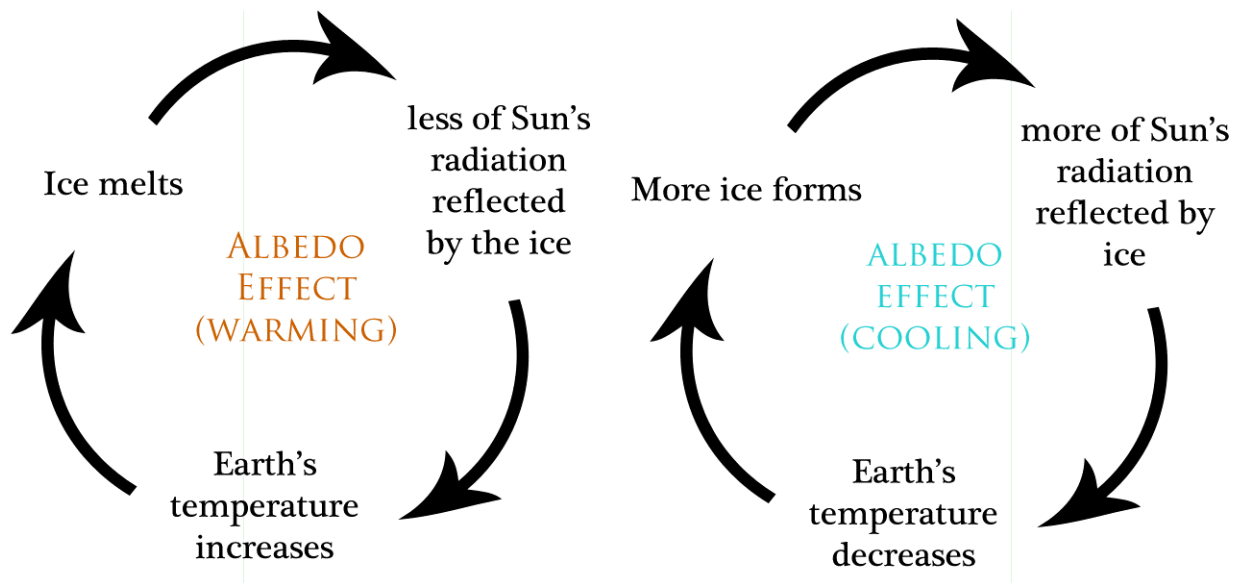 Ice melts
less of Sun's
radiation
reflected
by the ice
Earth's
temperature
increases
ALBEDO
EFFECT
(WARMING)
More ice forms
more of Sun's
radiation
reflected by
ice
Earth's
temperature
decreases
ALBEDO
EFFECT
(COOLING)